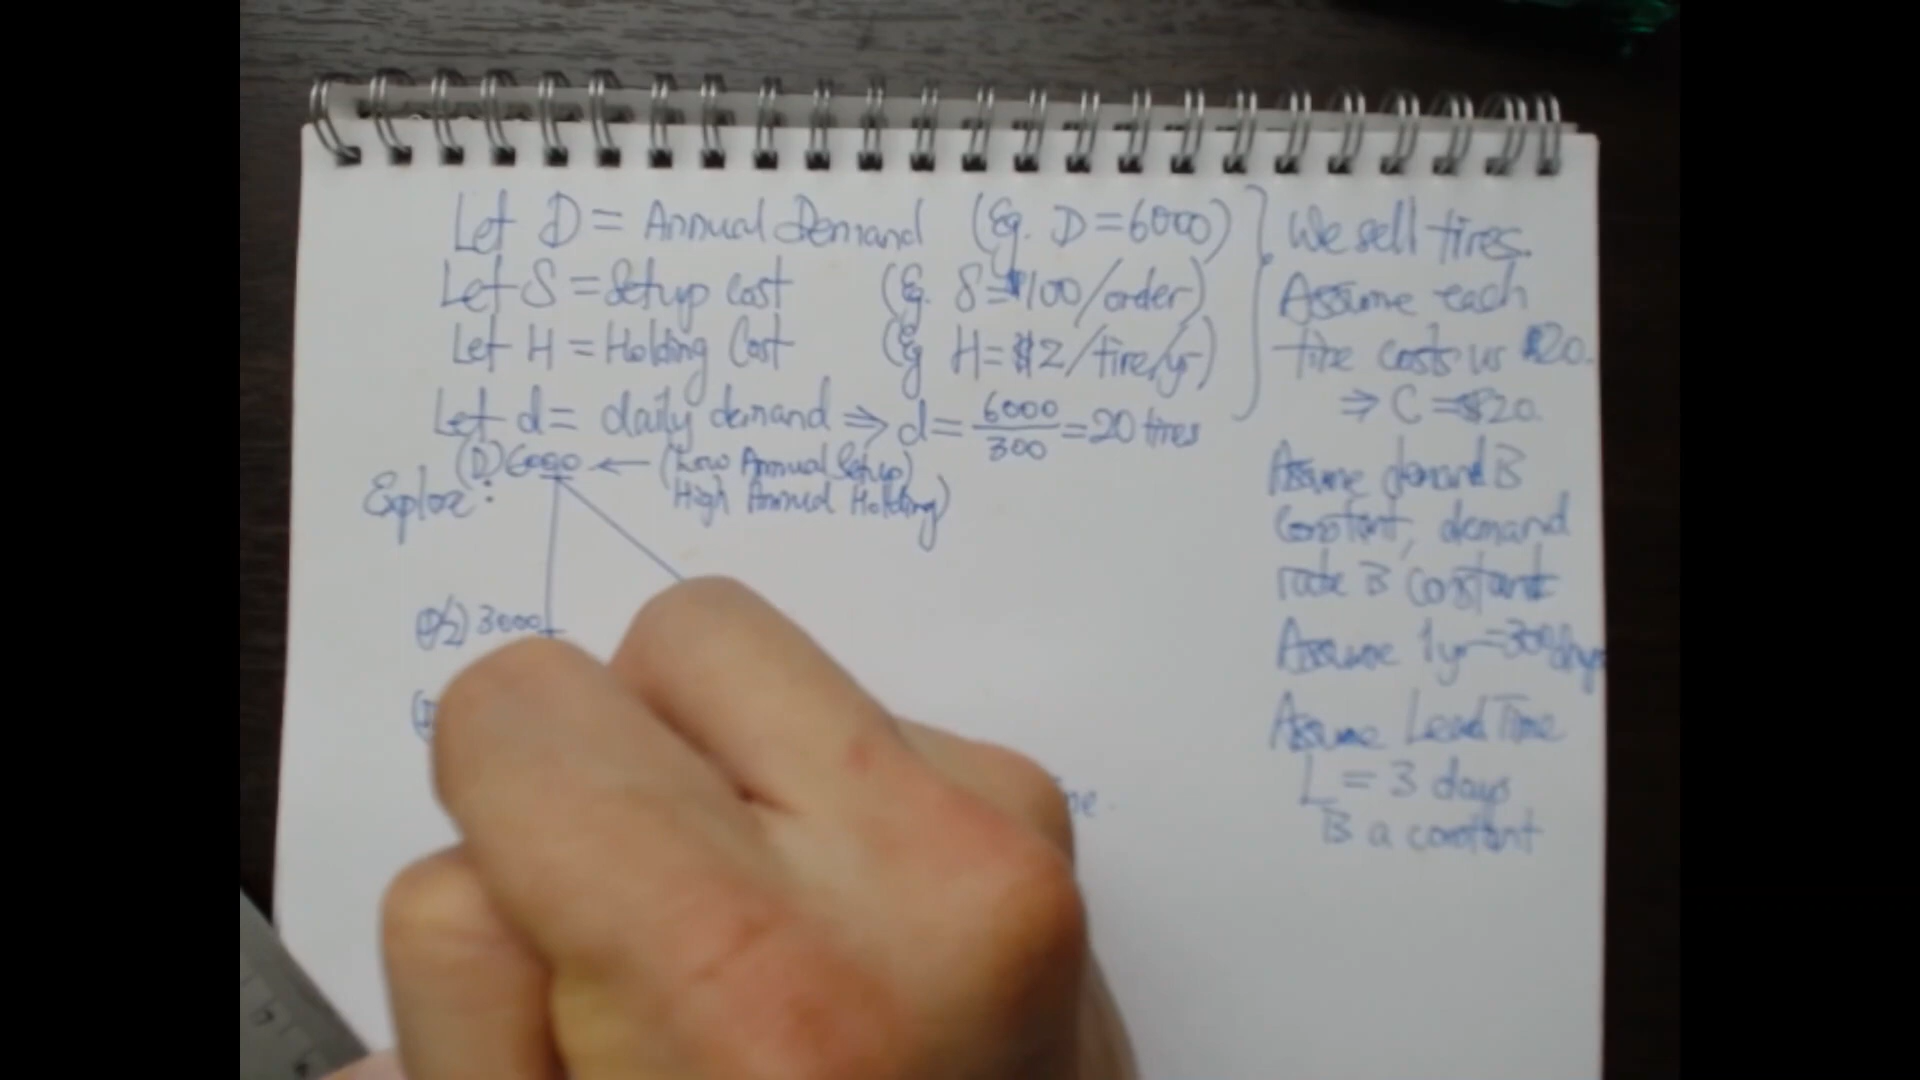 Let D = Annual Demand (Eg. D=6000)
Let S = Setup cost (Eg. S=$100/order)
Let H = Holding Cost (Eg H=$2/tire/yr)
Let d = daily demand ⇒ d = 6000/300 = 20 tires
(D) 6000 ← (Low Annual Setup)
Explore: High Annual Holding)
(D/2) 3000
We sell tires.
Assume each
tire costs us $20.
⇒ C = $20.
Assume demand is
constant, demand
rate is constant
Assume 1yr=300days
Assume Lead Time
L = 3 days
is a constant